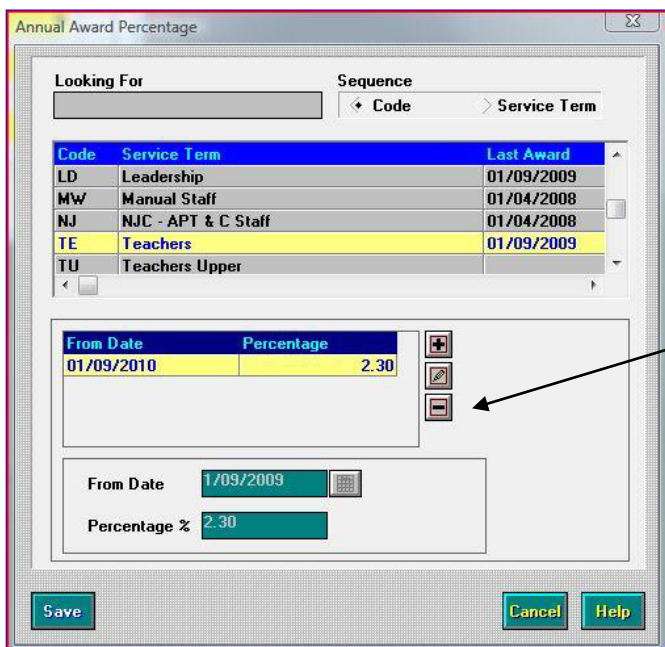 Annual Award Percentage
Looking For Sequence
Code Service Term
Code Service Term Last Award
LD Leadership 01/09/2009
MW Manual Staff 01/04/2008
NJ NJC - APT & C Staff 01/04/2008
TE Teachers 01/09/2009
TU Teachers Upper
From Date Percentage
01/09/2010 2.30
From Date 1/09/2009
Percentage % 2.30
Save Cancel Help